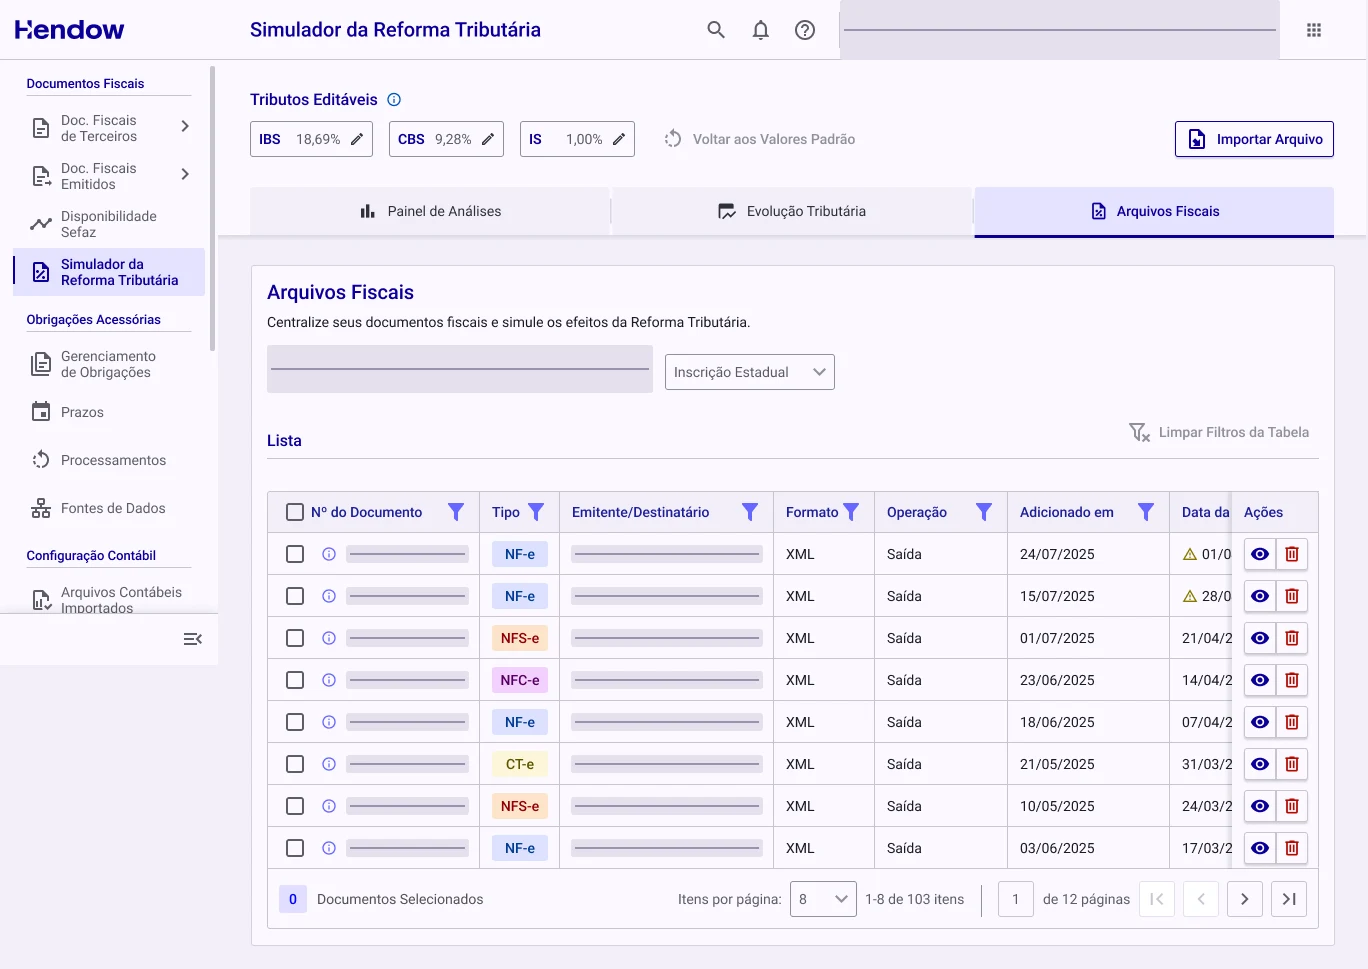 Hendow
Simulador da Reforma Tributária
Documentos Fiscais
Doc. Fiscais
de Terceiros
Doc. Fiscais
Emitidos
Disponibilidade
Sefaz
Simulador da
Reforma Tributária
Obrigações Acessórias
Gerenciamento
de Obrigações
Prazos
Processamentos
Fontes de Dados
Configuração Contábil
Arquivos Contábeis
Importados
Tributos Editáveis
IBS 18,69% CBS 9,28% IS 1,00% Voltar aos Valores Padrão Importar Arquivo
Painel de Análises Evolução Tributária Arquivos Fiscais
Arquivos Fiscais
Centralize seus documentos fiscais e simule os efeitos da Reforma Tributária.
Inscrição Estadual
Lista Limpar Filtros da Tabela
Nº do Documento Tipo Emitente/Destinatário Formato Operação Adicionado em Data da Ações
NF-e XML Saída 24/07/2025 01/0
NF-e XML Saída 15/07/2025 28/0
NFS-e XML Saída 01/07/2025 21/04/2
NFC-e XML Saída 23/06/2025 14/04/2
NF-e XML Saída 18/06/2025 07/04/2
CT-e XML Saída 21/05/2025 31/03/2
NFS-e XML Saída 10/05/2025 24/03/2
NF-e XML Saída 03/06/2025 17/03/2
0 Documentos Selecionados Itens por página: 8 1-8 de 103 itens 1 de 12 páginas